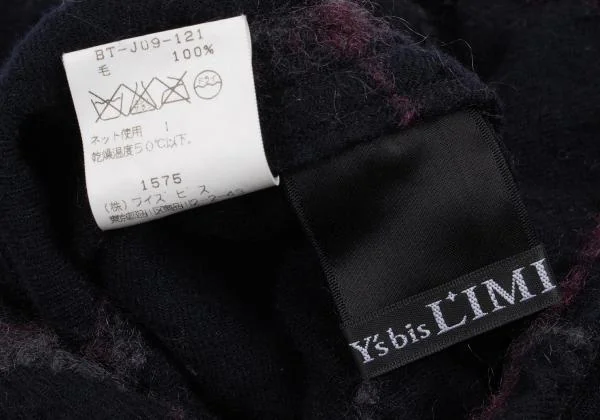 BT-J09-121
毛 100%
ネット使用 !
乾燥温度50℃以下。
1575
(株)ワイズビス
Y'sbis LIMI